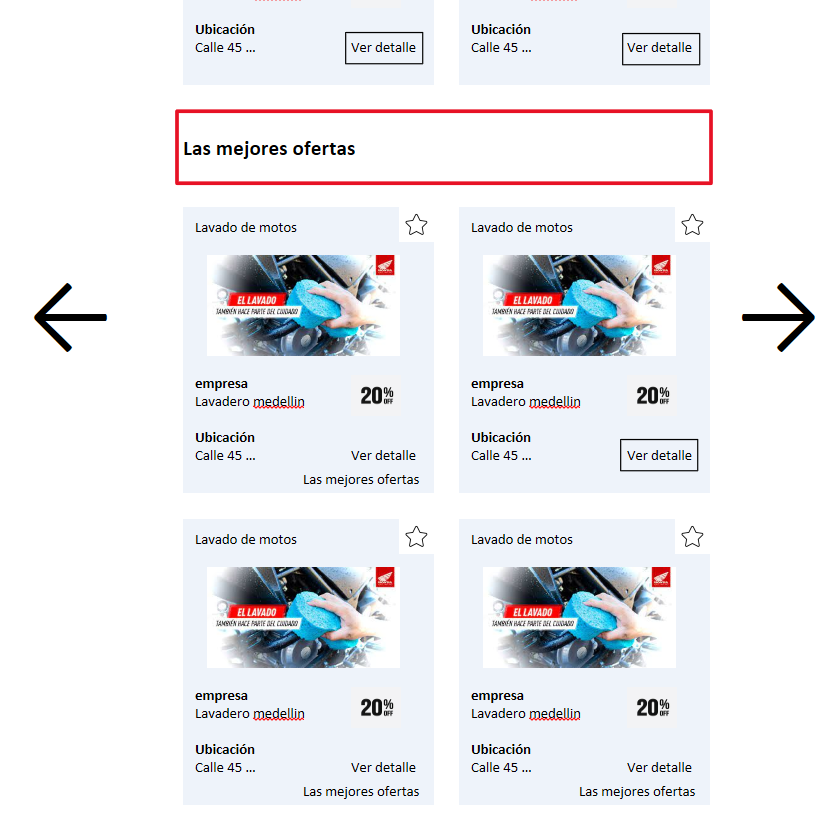 Ubicación
Calle 45 ...
Ver detalle
Ubicación
Calle 45 ...
Ver detalle
Las mejores ofertas
Lavado de motos
EL LAVADO
TAMBIÉN HACE PARTE DEL CUIDADO
empresa
Lavadero medellin
20% OFF
Ubicación
Calle 45 ...
Ver detalle
Las mejores ofertas
Lavado de motos
EL LAVADO
TAMBIÉN HACE PARTE DEL CUIDADO
empresa
Lavadero medellin
20% OFF
Ubicación
Calle 45 ...
Ver detalle
Lavado de motos
EL LAVADO
TAMBIÉN HACE PARTE DEL CUIDADO
empresa
Lavadero medellin
20% OFF
Ubicación
Calle 45 ...
Ver detalle
Las mejores ofertas
Lavado de motos
EL LAVADO
TAMBIÉN HACE PARTE DEL CUIDADO
empresa
Lavadero medellin
20% OFF
Ubicación
Calle 45 ...
Ver detalle
Las mejores ofertas